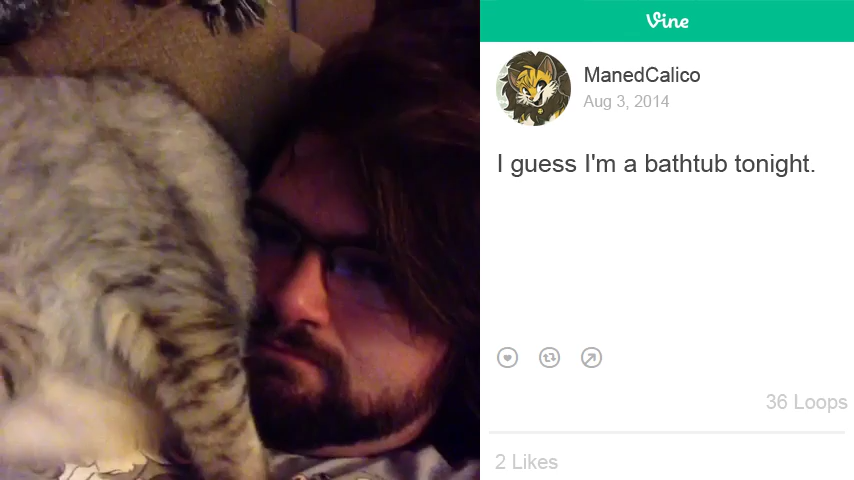 Vine
ManedCalico
Aug 3, 2014
I guess I'm a bathtub tonight.
36 Loops
2 Likes